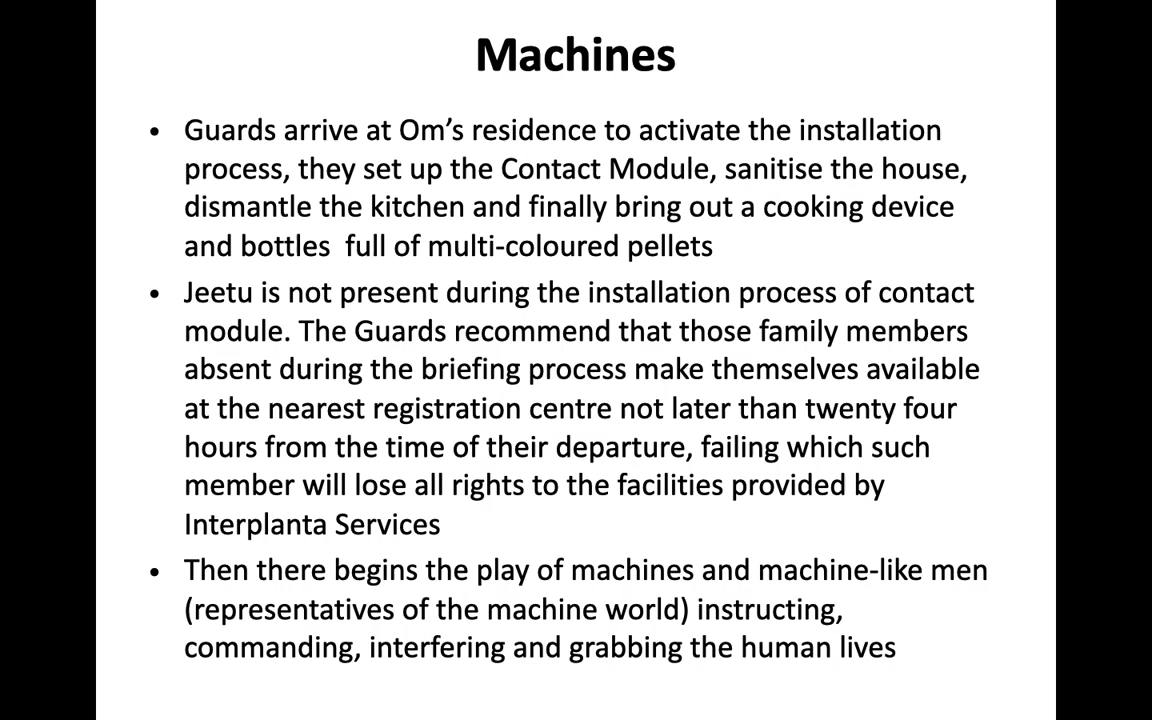 Machines
• Guards arrive at Om’s residence to activate the installation
process, they set up the Contact Module, sanitise the house,
dismantle the kitchen and finally bring out a cooking device
and bottles  full of multi-coloured pellets
• Jeetu is not present during the installation process of contact
module. The Guards recommend that those family members
absent during the briefing process make themselves available
at the nearest registration centre not later than twenty four
hours from the time of their departure, failing which such
member will lose all rights to the facilities provided by
Interplanta Services
• Then there begins the play of machines and machine-like men
(representatives of the machine world) instructing,
commanding, interfering and grabbing the human lives